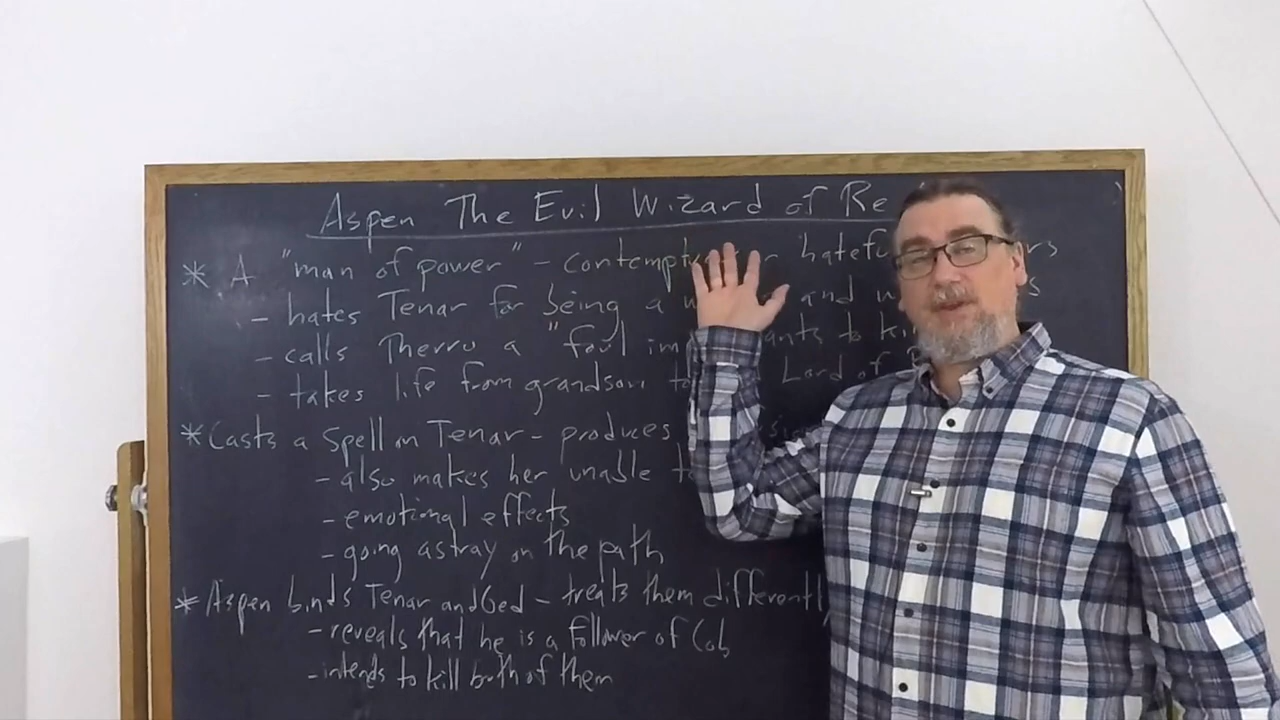 Aspen The Evil Wizard of Re
* A "man of power" - contempt hatef
- hates Tenar for being a and
- calls Therru a "foul im ants to ki
- takes life from grandson to Lord of
* Casts a Spell on Tenar - produces
- also makes her unable t
- emotional effects
- going astray on the path
* Aspen binds Tenar and Ged - treats them differently
- reveals that he is a follower of Cob
- intends to kill both of them